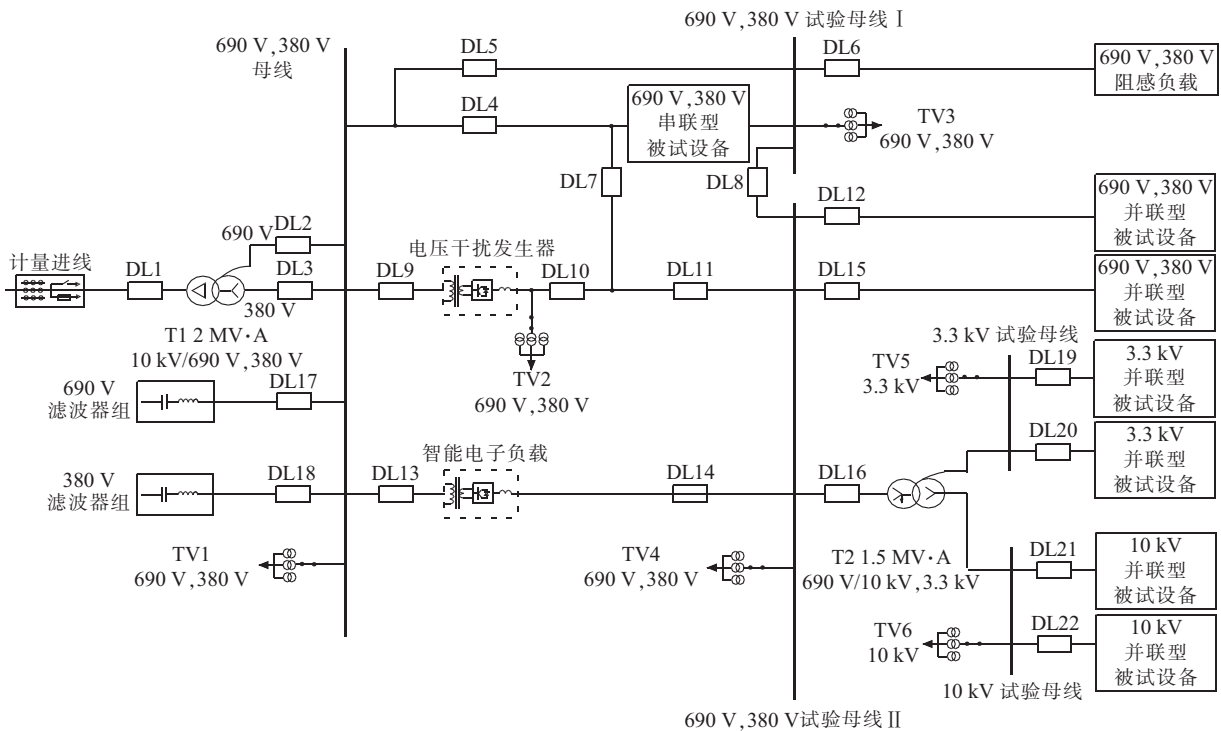 690 V,380 V 试验母线Ⅰ
690 V,380 V
母线
DL5
DL6
690 V,380 V
阻感负载
DL4
690 V,380 V
串联型
被试设备
TV3
690 V,380 V
DL7
DL8
DL12
690 V,380 V
并联型
被试设备
690 V
DL2
计量进线
DL1
DL3
380 V
T1 2 MV·A
10 kV/690 V,380 V
DL9
电压干扰发生器
DL10
DL11
DL15
690 V,380 V
并联型
被试设备
TV2
690 V,380 V
3.3 kV 试验母线
TV5
3.3 kV
DL19
3.3 kV
并联型
被试设备
690 V
滤波器组
DL17
DL20
3.3 kV
并联型
被试设备
380 V
滤波器组
DL18
DL13
智能电子负载
DL14
DL16
TV1
690 V,380 V
TV4
690 V,380 V
T2 1.5 MV·A
690 V/10 kV,3.3 kV
DL21
10 kV
并联型
被试设备
TV6
10 kV
DL22
10 kV
并联型
被试设备
10 kV 试验母线
690 V,380 V试验母线Ⅱ